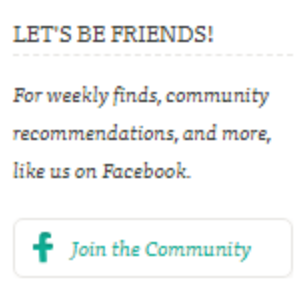 LET'S BE FRIENDS!
For weekly finds, community
recommendations, and more,
like us on Facebook.
Join the Community